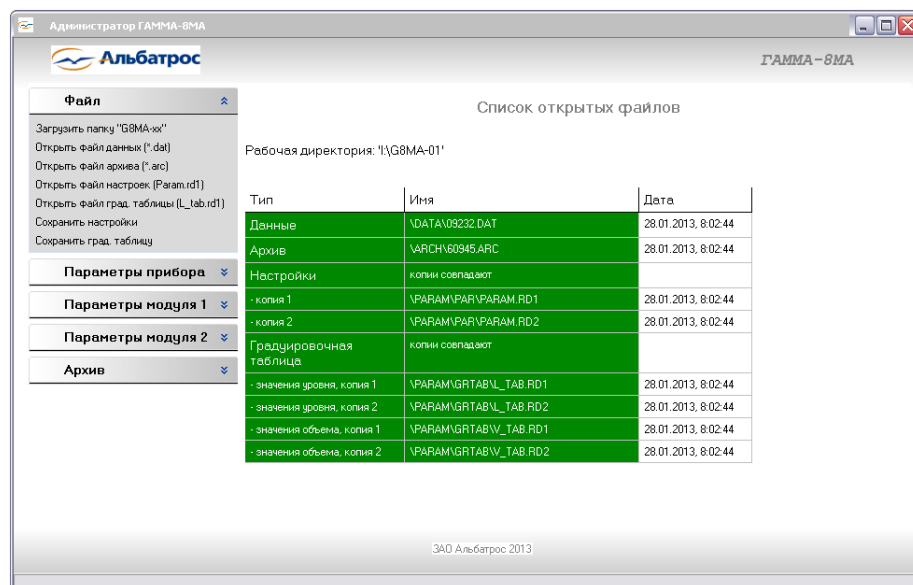 Администратор ГАММА-8МА
Альбатрос
ГАММА-8МА
Файл
Загрузить папку "G8MA-xx"
Открыть файл данных (*.dat)
Открыть файл архива (*.arc)
Открыть файл настроек (Param.rd1)
Открыть файл град. таблицы (L_tab.rd1)
Сохранить настройки
Сохранить град. таблицу
Параметры прибора
Параметры модуля 1
Параметры модуля 2
Архив
Список открытых файлов
Рабочая директория: 'I:\G8MA-01'
Тип Имя Дата
Данные \DATA\09232.DAT 28.01.2013, 8:02:44
Архив \ARCH\60945.ARC 28.01.2013, 8:02:44
Настройки копии совпадают
- копия 1 \PARAM\PAR\PARAM.RD1 28.01.2013, 8:02:44
- копия 2 \PARAM\PAR\PARAM.RD2 28.01.2013, 8:02:44
Градуировочная таблица копии совпадают
- значения уровня, копия 1 \PARAM\GRTAB\L_TAB.RD1 28.01.2013, 8:02:44
- значения уровня, копия 2 \PARAM\GRTAB\L_TAB.RD2 28.01.2013, 8:02:44
- значения объема, копия 1 \PARAM\GRTAB\V_TAB.RD1 28.01.2013, 8:02:44
- значения объема, копия 2 \PARAM\GRTAB\V_TAB.RD2 28.01.2013, 8:02:44
ЗАО Альбатрос 2013